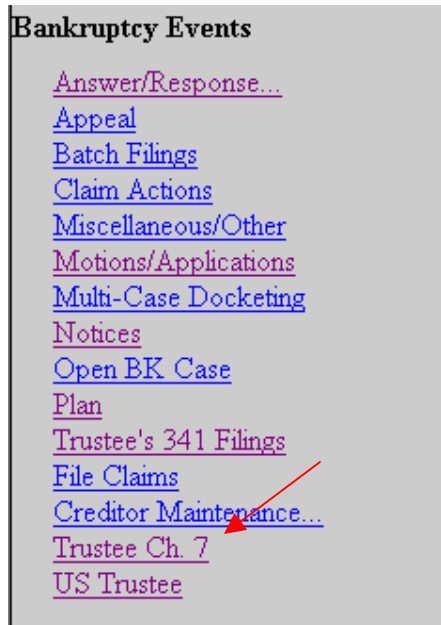 Bankruptcy Events
Answer/Response...
Appeal
Batch Filings
Claim Actions
Miscellaneous/Other
Motions/Applications
Multi-Case Docketing
Notices
Open BK Case
Plan
Trustee's 341 Filings
File Claims
Creditor Maintenance...
Trustee Ch. 7
US Trustee